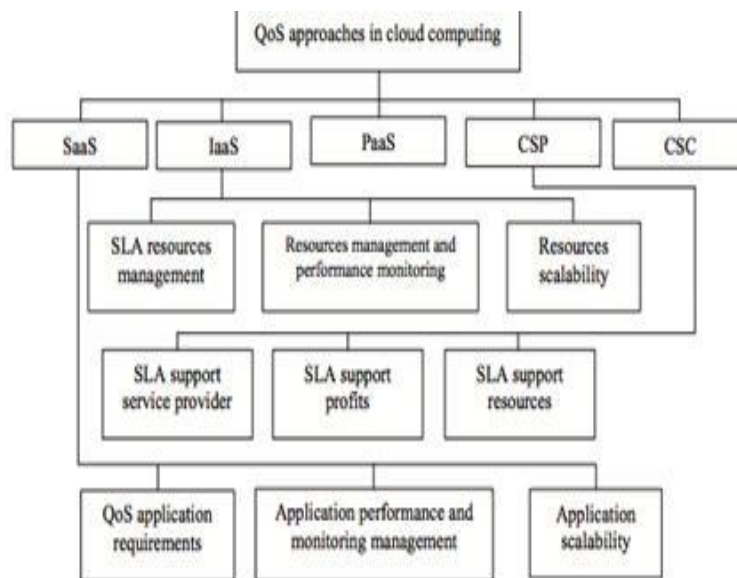 QoS approaches in cloud computing
SaaS
IaaS
PaaS
CSP
CSC
SLA resources
management
Resources management and
performance monitoring
Resources
scalability
SLA support
service provider
SLA support
profits
SLA support
resources
QoS application
requirements
Application performance and
monitoring management
Application
scalability